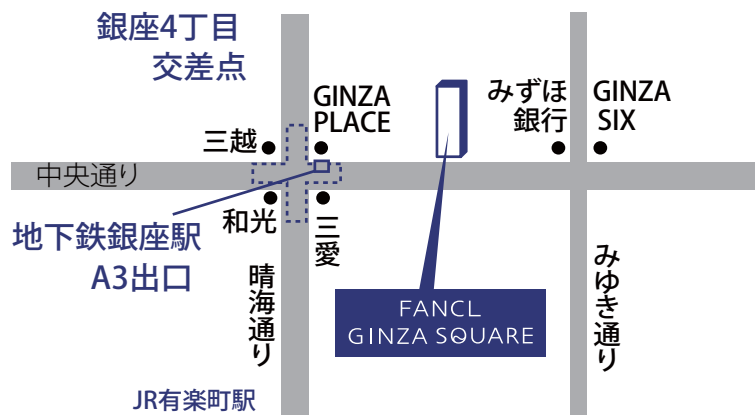 銀座4丁目
交差点
GINZA
PLACE
みずほ
銀行
GINZA
SIX
三越
中央通り
和光
三愛
地下鉄銀座駅
A3出口
晴海通り
みゆき通り
FANCL
GINZA SQUARE
JR有楽町駅